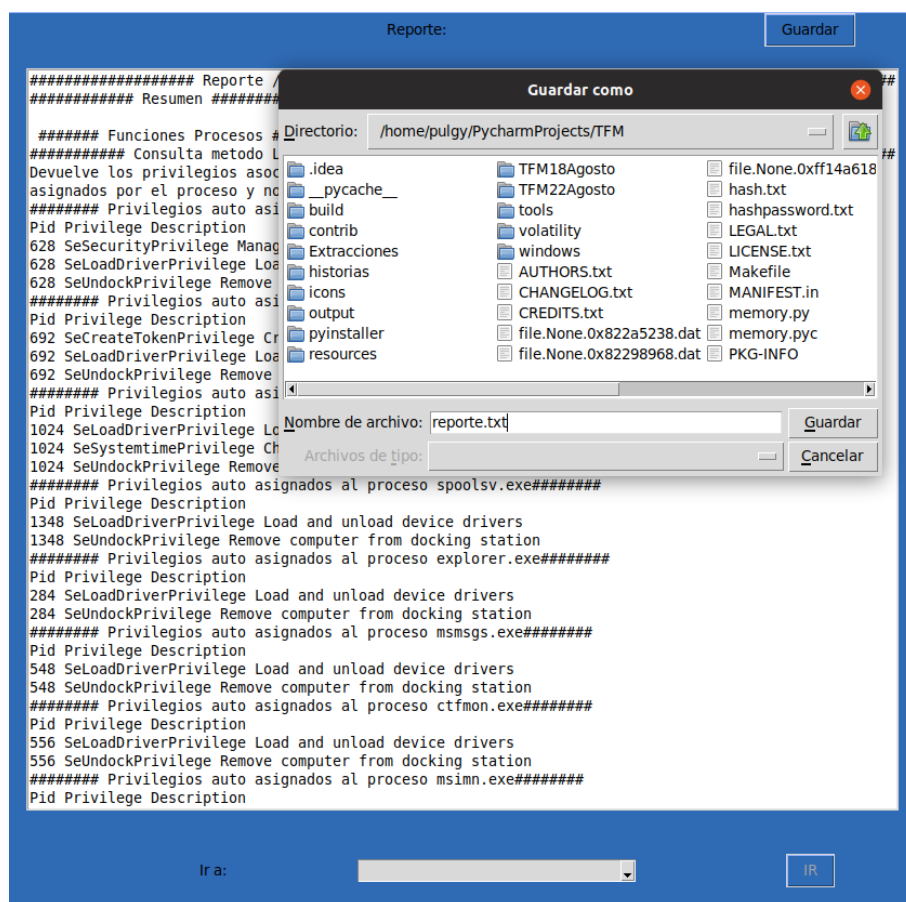 Reporte:
Guardar
################### Reporte /
############ Resumen ########
####### Funciones Procesos #
########### Consulta metodo L
Devuelve los privilegios asoc
asignados por el proceso y no
######## Privilegios auto asi
Pid Privilege Description
628 SeSecurityPrivilege Manag
628 SeLoadDriverPrivilege Loa
628 SeUndockPrivilege Remove
######## Privilegios auto asi
Pid Privilege Description
692 SeCreateTokenPrivilege Cr
692 SeLoadDriverPrivilege Loa
692 SeUndockPrivilege Remove
######## Privilegios auto asi
Pid Privilege Description
1024 SeLoadDriverPrivilege Lo
1024 SeSystemtimePrivilege Ch
1024 SeUndockPrivilege Remove
######## Privilegios auto asignados al proceso spoolsv.exe########
Pid Privilege Description
1348 SeLoadDriverPrivilege Load and unload device drivers
1348 SeUndockPrivilege Remove computer from docking station
######## Privilegios auto asignados al proceso explorer.exe########
Pid Privilege Description
284 SeLoadDriverPrivilege Load and unload device drivers
284 SeUndockPrivilege Remove computer from docking station
######## Privilegios auto asignados al proceso msmsgs.exe########
Pid Privilege Description
548 SeLoadDriverPrivilege Load and unload device drivers
548 SeUndockPrivilege Remove computer from docking station
######## Privilegios auto asignados al proceso ctfmon.exe########
Pid Privilege Description
556 SeLoadDriverPrivilege Load and unload device drivers
556 SeUndockPrivilege Remove computer from docking station
######## Privilegios auto asignados al proceso msimn.exe########
Pid Privilege Description
Guardar como
Directorio: /home/pulgy/PycharmProjects/TFM
.idea
__pycache__
build
contrib
Extracciones
historias
icons
output
pyinstaller
resources
TFM18Agosto
TFM22Agosto
tools
volatility
windows
AUTHORS.txt
CHANGELOG.txt
CREDITS.txt
file.None.0x822a5238.dat
file.None.0x82298968.dat
file.None.0xff14a618
hash.txt
hashpassword.txt
LEGAL.txt
LICENSE.txt
Makefile
MANIFEST.in
memory.py
memory.pyc
PKG-INFO
Nombre de archivo: reporte.txt
Guardar
Archivos de tipo:
Cancelar
Ir a:
IR